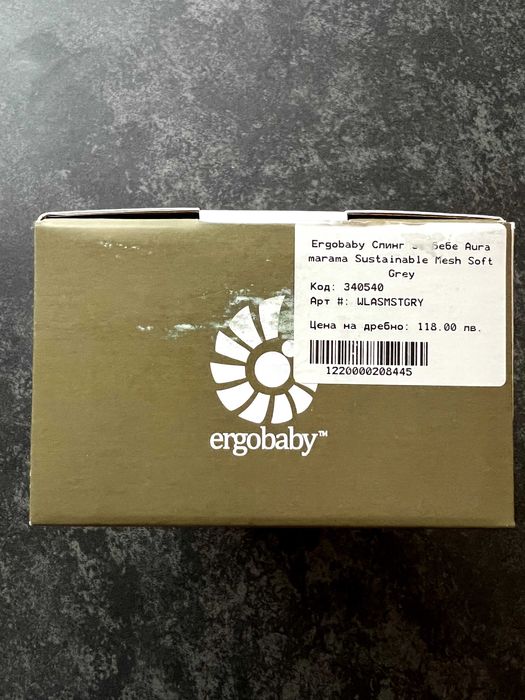 Ergobaby Слинг бебе Aura
marama Sustainable Mesh Soft
Grey
Код: 340540
Арт #: WLASMSTGRY
Цена на дребно: 118.00 лв.
1220000208445
ergobaby™